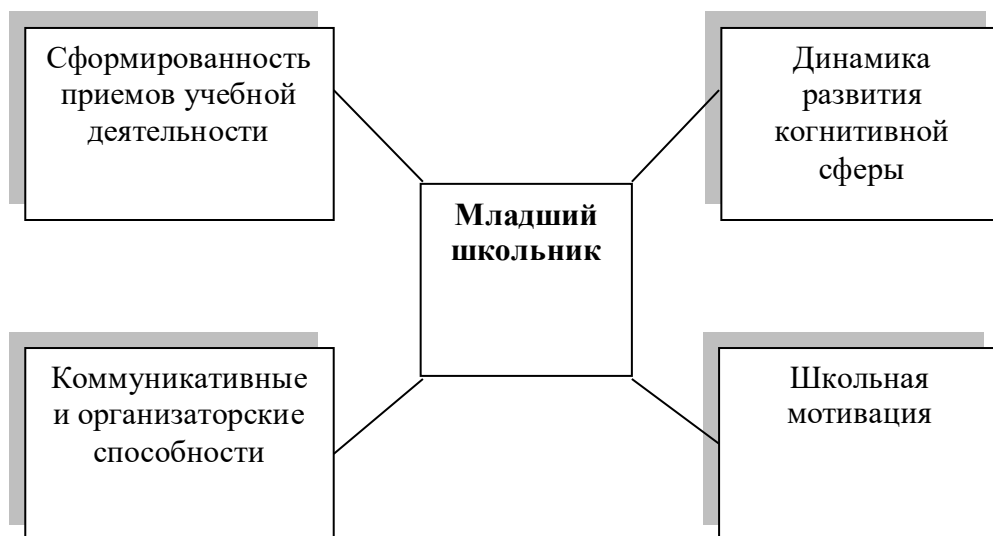 Сформированность
приемов учебной
деятельности
Динамика
развития
когнитивной
сферы
Младший
школьник
Коммуникативные
и организаторские
способности
Школьная
мотивация